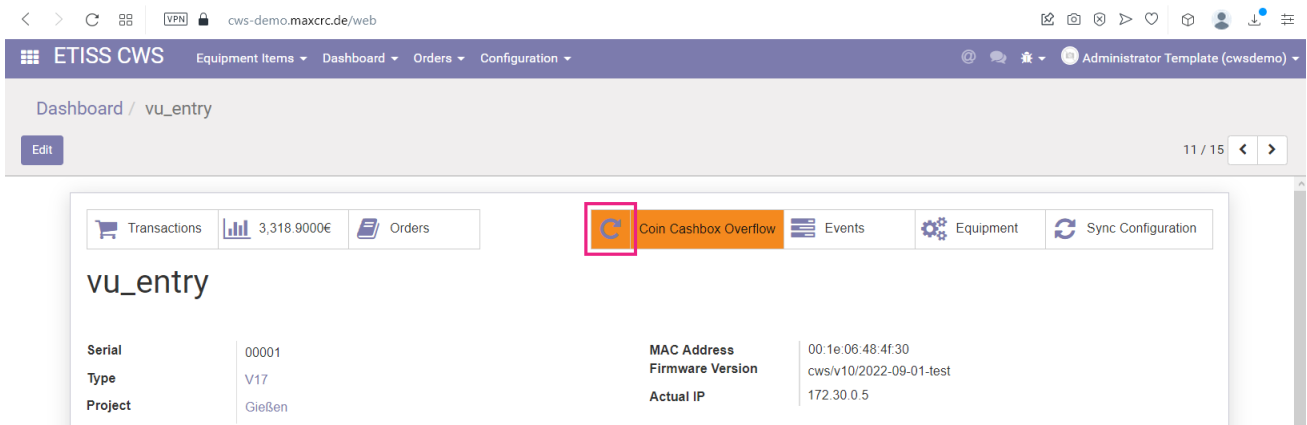 VPN cws-demo.maxcrc.de/web
ETISS CWS Equipment Items Dashboard Orders Configuration @ Administrator Template (cwsdemo)
Dashboard / vu_entry
Edit 11 / 15
Transactions 3,318.9000€ Orders Coin Cashbox Overflow Events Equipment Sync Configuration
vu_entry
Serial 00001 MAC Address 00:1e:06:48:4f:30
Type V17 Firmware Version cws/v10/2022-09-01-test
Project Gießen Actual IP 172.30.0.5